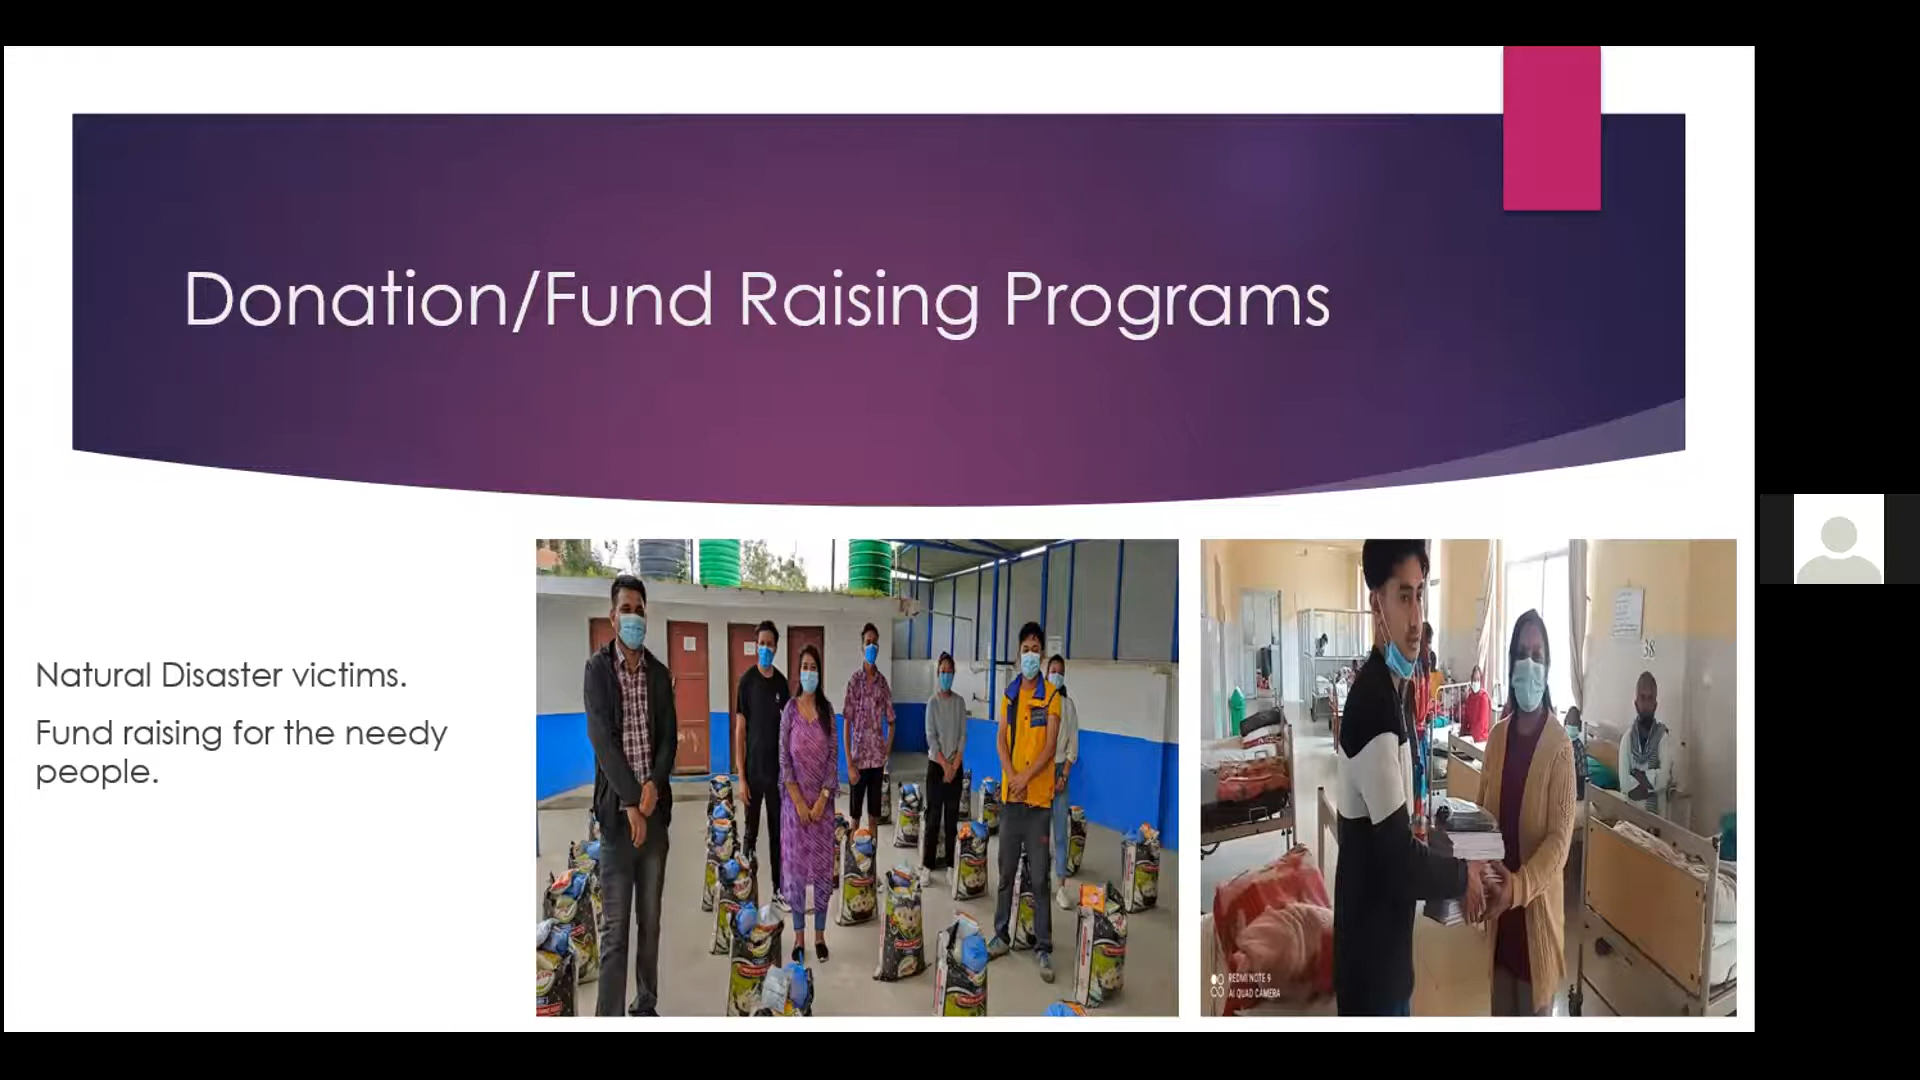 Donation/Fund Raising Programs
Natural Disaster victims.
Fund raising for the needy
people.
38
REDMI NOTE 9
AI QUAD CAMERA